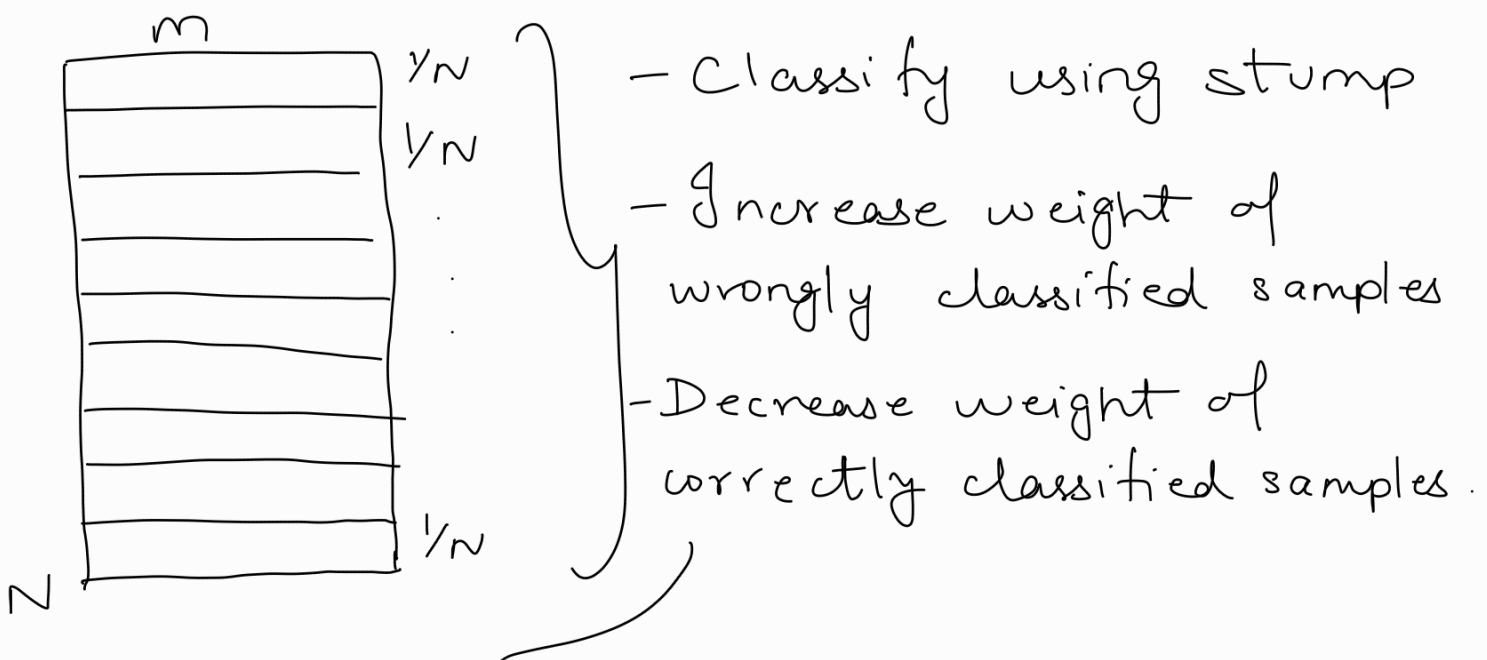 m
1/N
1/N
.
.
.
1/N
N
- Classify using stump
- Increase weight of
wrongly classified samples
- Decrease weight of
correctly classified samples.